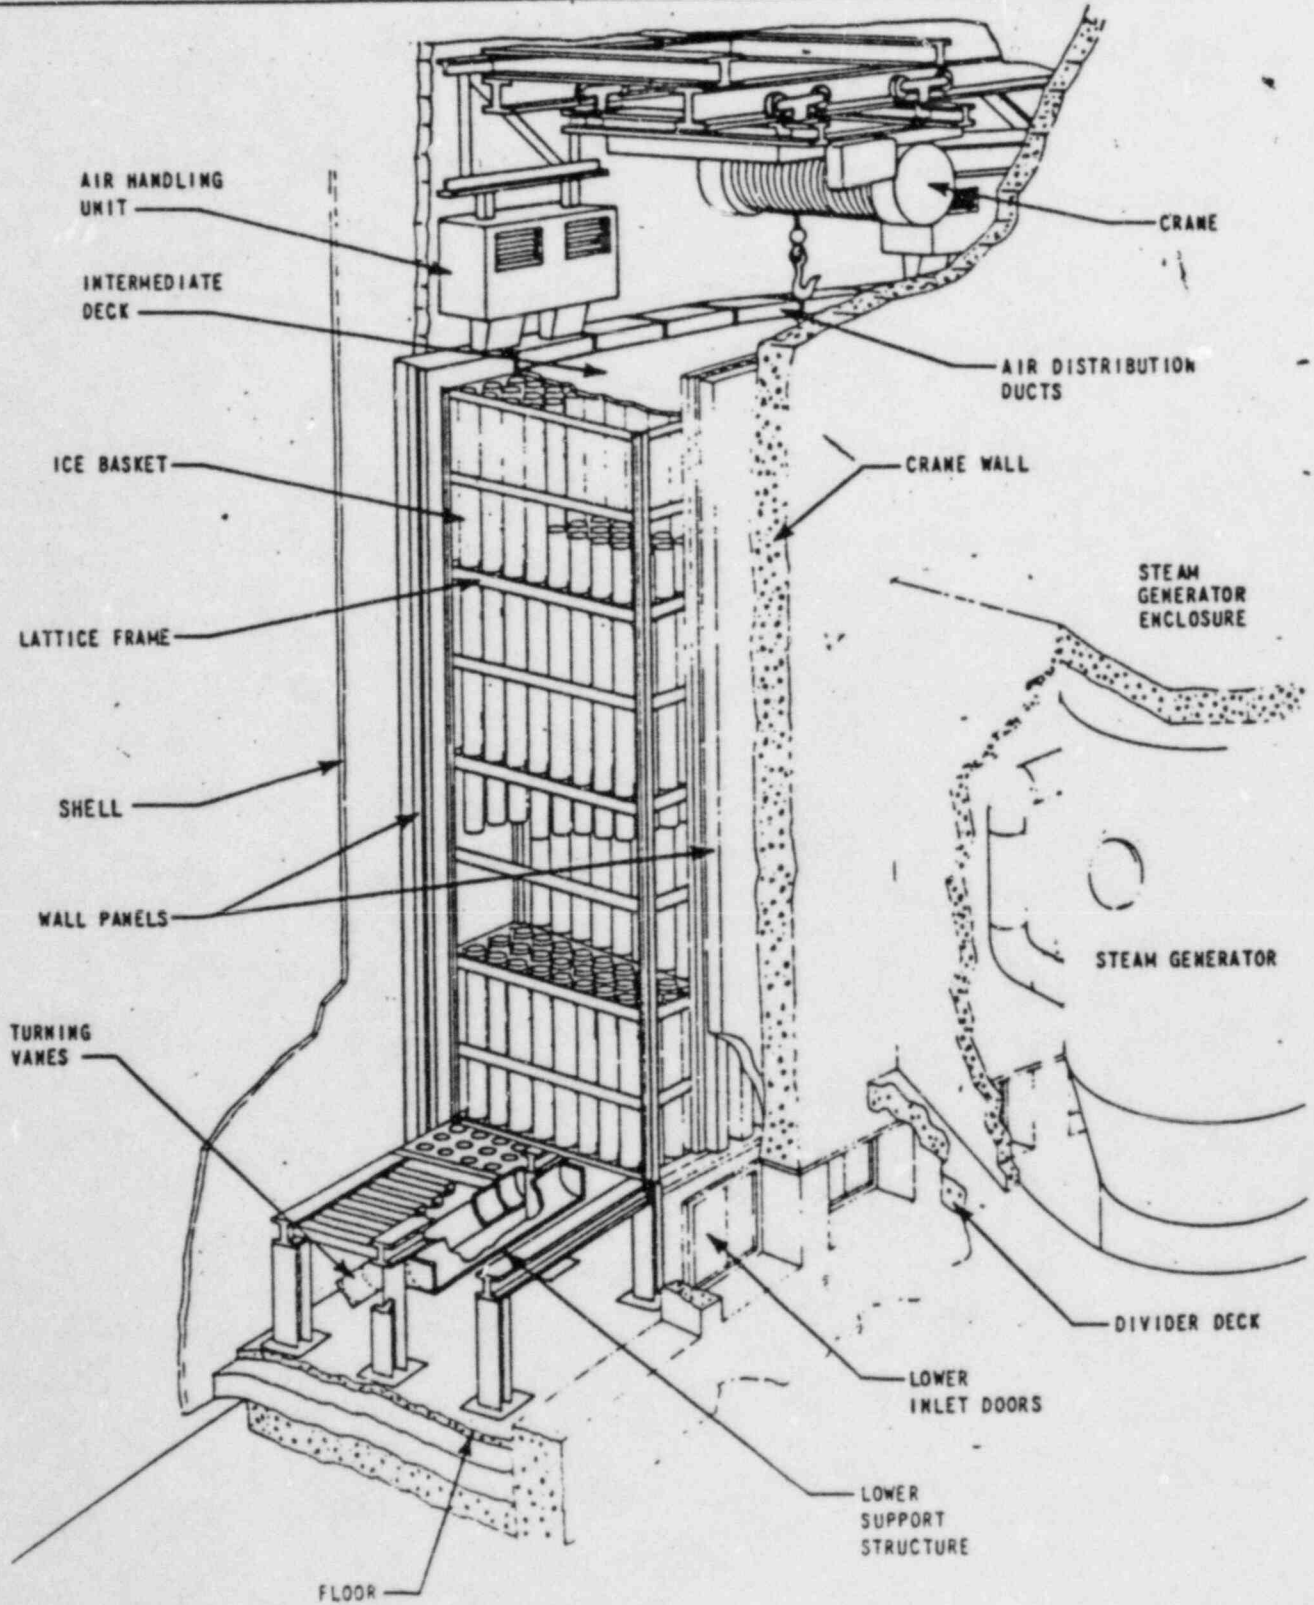 AIR HANDLING
UNIT
CRANE
INTERMEDIATE
DECK
AIR DISTRIBUTION
DUCTS
ICE BASKET
CRANE WALL
STEAM
GENERATOR
ENCLOSURE
LATTICE FRAME
SHELL
WALL PANELS
STEAM GENERATOR
TURNING
VANES
DIVIDER DECK
LOWER
INLET DOORS
LOWER
SUPPORT
STRUCTURE
FLOOR